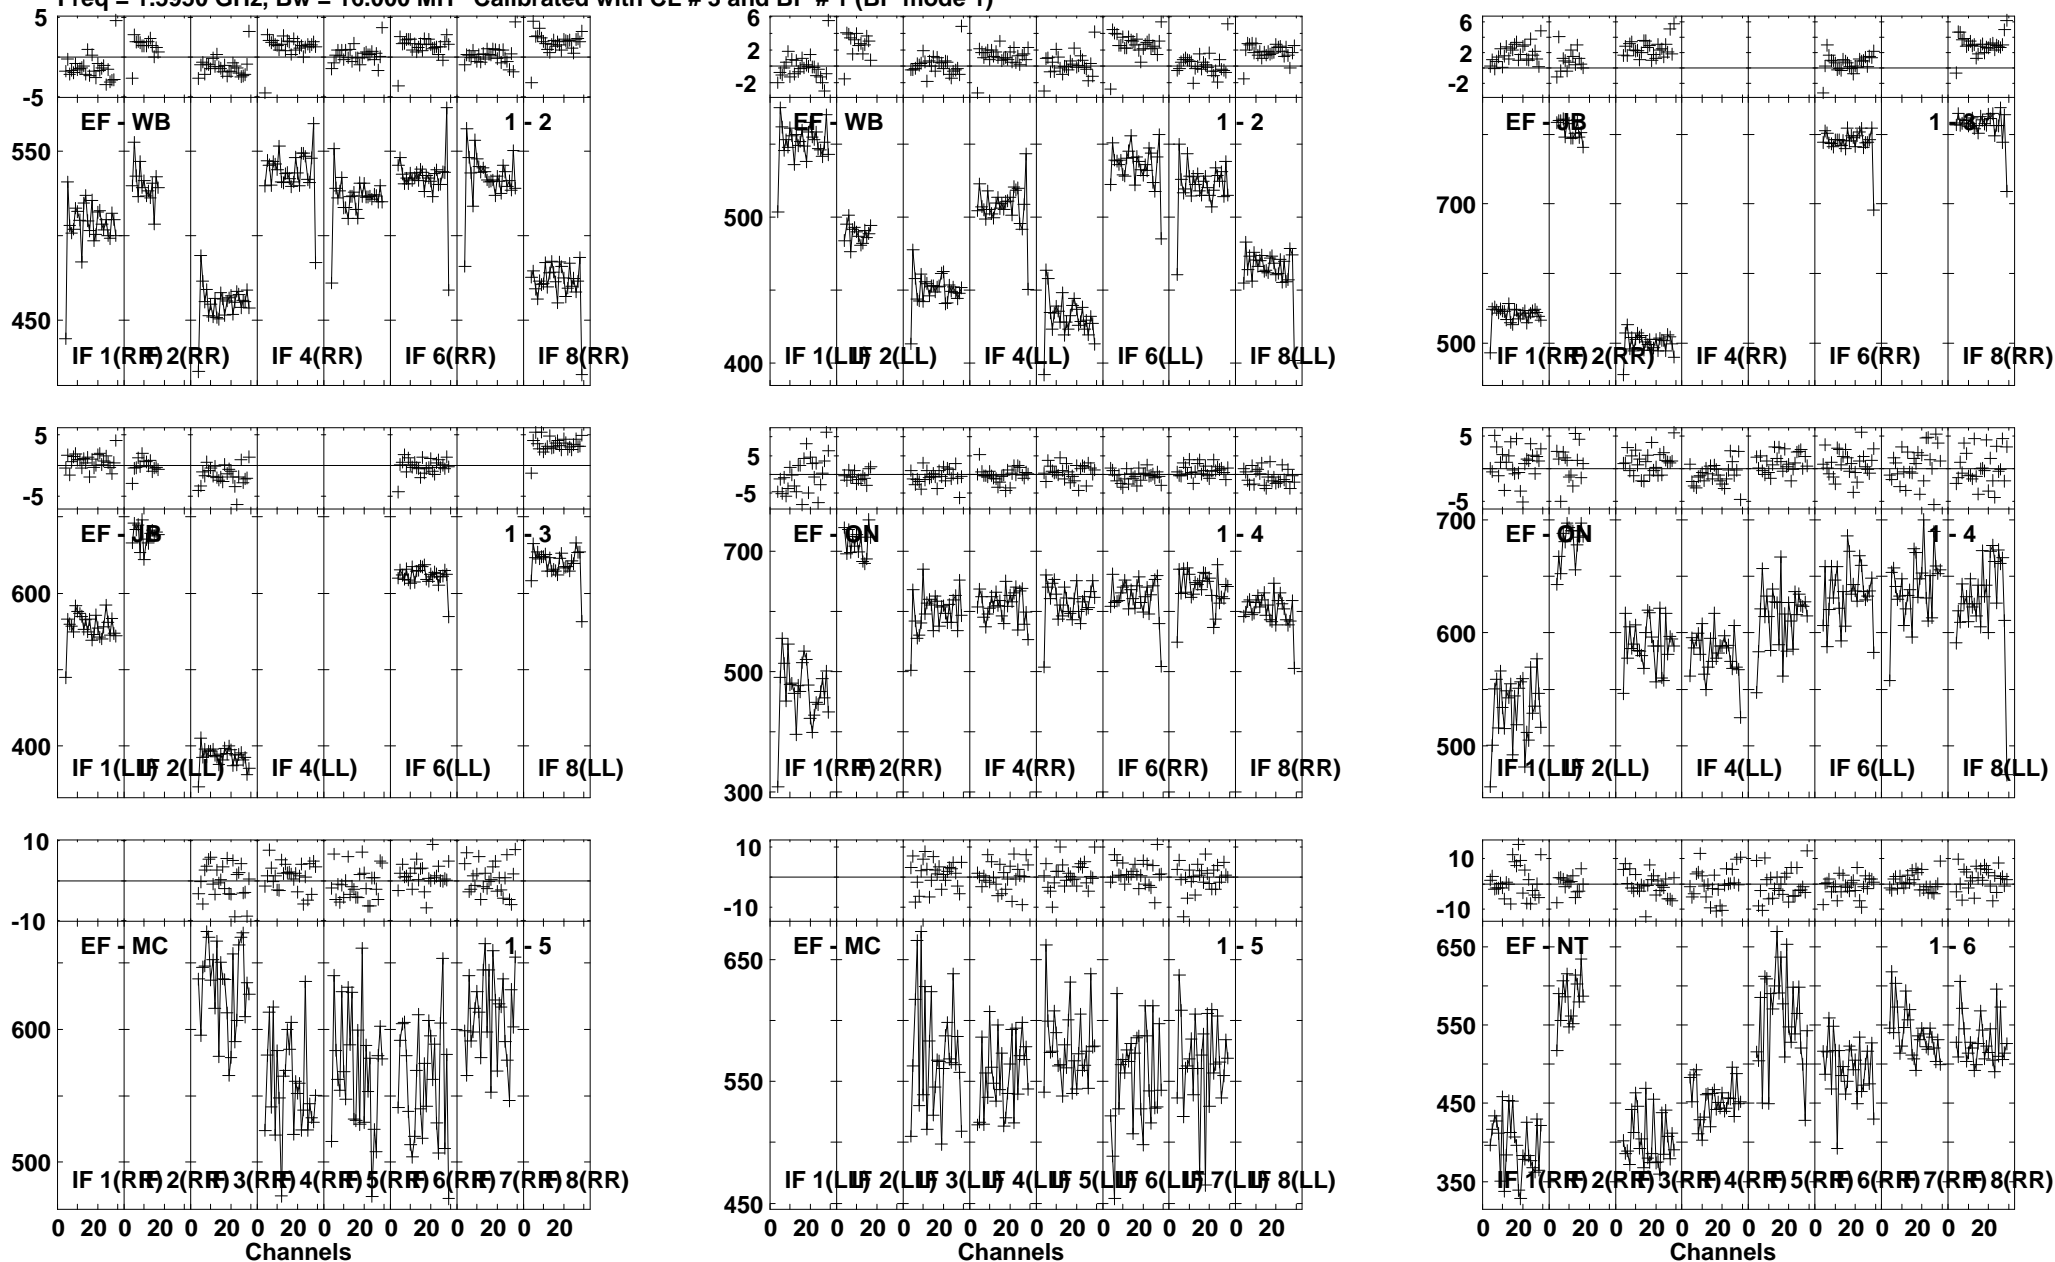 Freq = 1.5950 GHz, Bw = 16.000 MH Calibrated with CL # 3 and BP # 1 (BP mode 1)
5
-5
EF - WB 1 - 2
550
450
IF 1(RR) IF 2(RR) IF 4(RR) IF 6(RR) IF 8(RR)
6
2
-2
EF - WB 1 - 2
500
400
IF 1(LL) IF 2(LL) IF 4(LL) IF 6(LL) IF 8(LL)
6
2
-2
EF - JB 1 - 3
700
500
IF 1(RR) IF 2(RR) IF 4(RR) IF 6(RR) IF 8(RR)
5
-5
EF - JB 1 - 3
600
400
IF 1(LL) IF 2(LL) IF 4(LL) IF 6(LL) IF 8(LL)
5
-5
EF - ON 1 - 4
700
500
300
IF 1(RR) IF 2(RR) IF 4(RR) IF 6(RR) IF 8(RR)
5
-5
700
EF - ON 1 - 4
600
500
IF 1(LL) IF 2(LL) IF 4(LL) IF 6(LL) IF 8(LL)
10
-10
EF - MC 1 - 5
600
500
IF 1(RR) IF 2(RR) IF 3(RR) IF 4(RR) IF 5(RR) IF 6(RR) IF 7(RR) IF 8(RR)
0 20 0 20 0 20 0 20 0 20 0 20 0 20 0 20
Channels
10
-10
EF - MC 1 - 5
650
550
450
IF 1(LL) IF 2(LL) IF 3(LL) IF 4(LL) IF 5(LL) IF 6(LL) IF 7(LL) IF 8(LL)
0 20 0 20 0 20 0 20 0 20 0 20 0 20 0 20
Channels
10
-10
EF - NT 1 - 6
650
550
450
350
IF 1(RR) IF 2(RR) IF 3(RR) IF 4(RR) IF 5(RR) IF 6(RR) IF 7(RR) IF 8(RR)
0 20 0 20 0 20 0 20 0 20 0 20 0 20 0 20
Channels